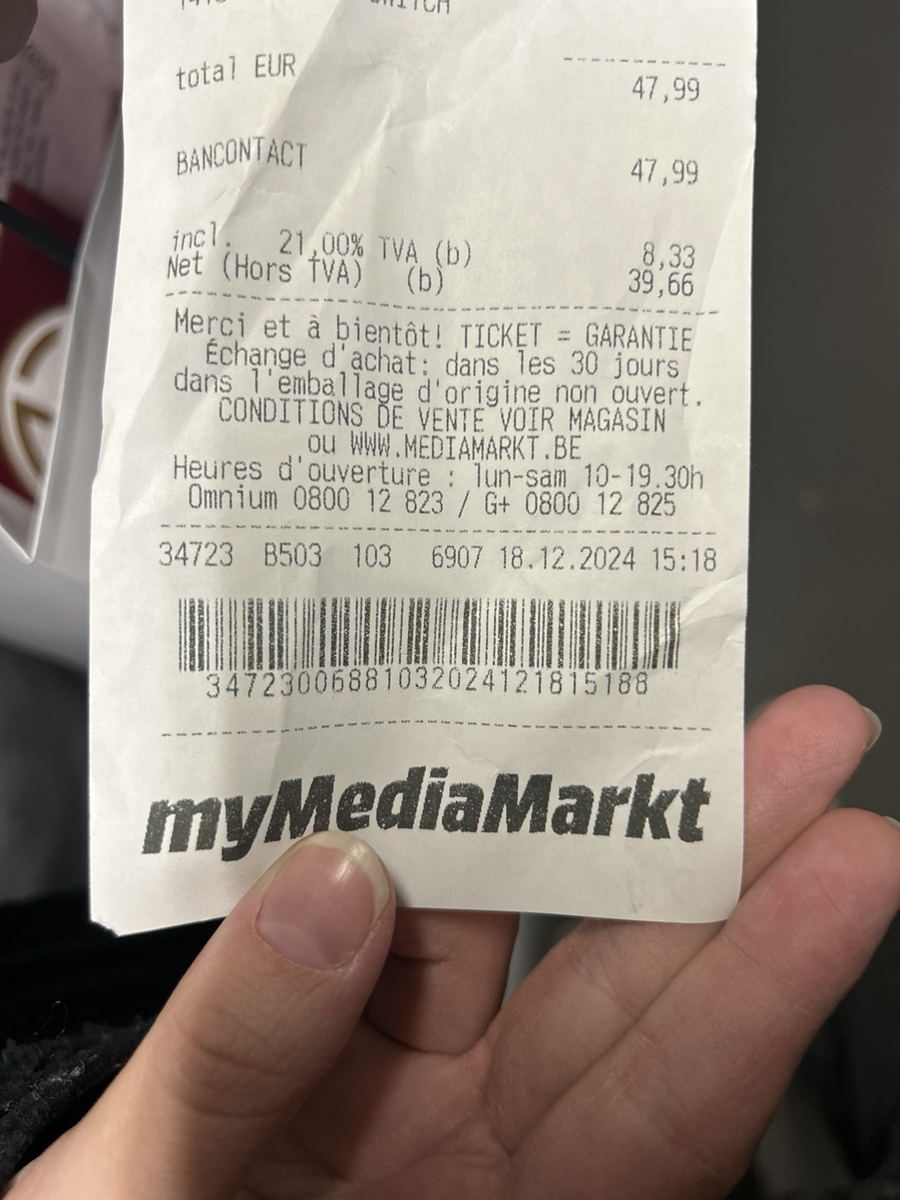 total EUR 47,99
BANCONTACT 47,99
incl. 21,00% TVA (b) 8,33
Net (Hors TVA) (b) 39,66
Merci et à bientôt! TICKET = GARANTIE
Échange d'achat: dans les 30 jours
dans l'emballage d'origine non ouvert.
CONDITIONS DE VENTE VOIR MAGASIN
ou WWW.MEDIAMARKT.BE
Heures d'ouverture : lun-sam 10-19.30h
Omnium 0800 12 823 / G+ 0800 12 825
34723 B503 103 6907 18.12.2024 15:18
34723006881032024121815188
myMediaMarkt